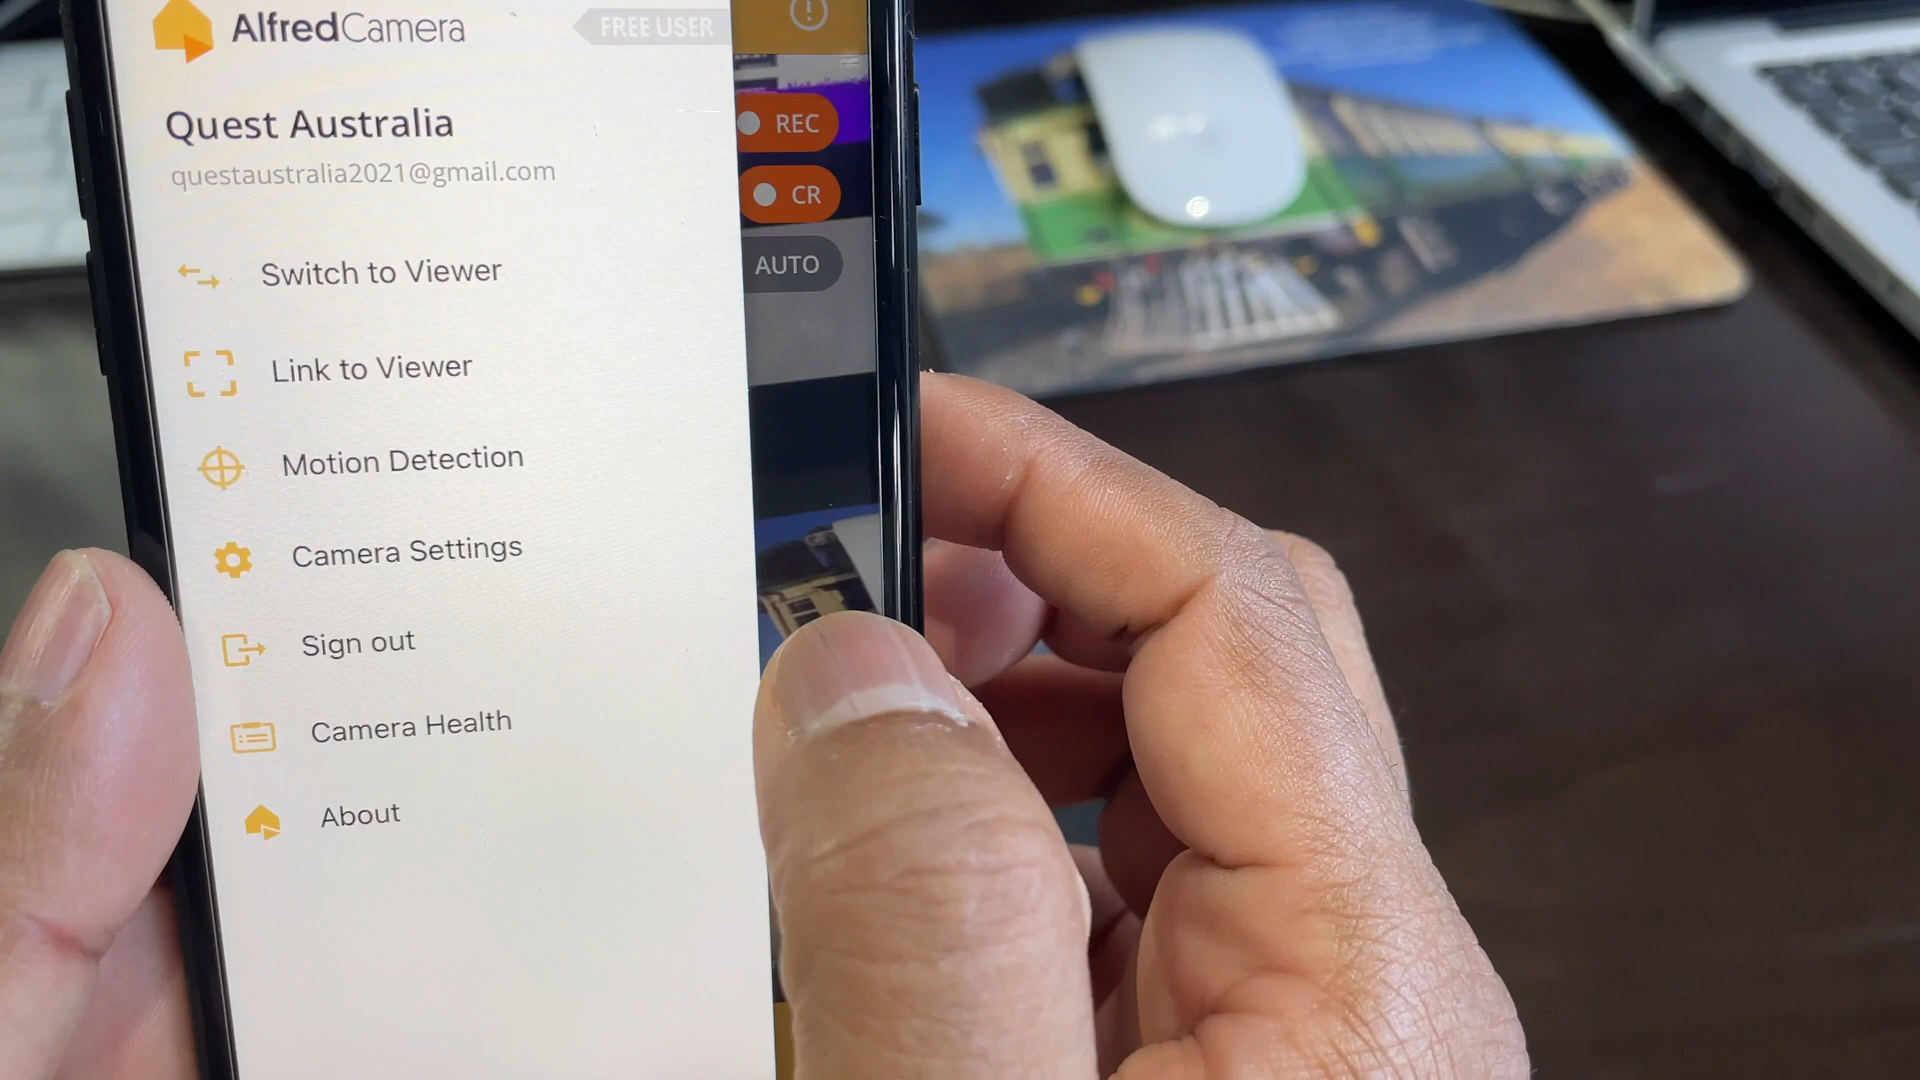 AlfredCamera
FREE USER
Quest Australia
questaustralia2021@gmail.com
Switch to Viewer
Link to Viewer
Motion Detection
Camera Settings
Sign out
Camera Health
About
REC
CR
AUTO